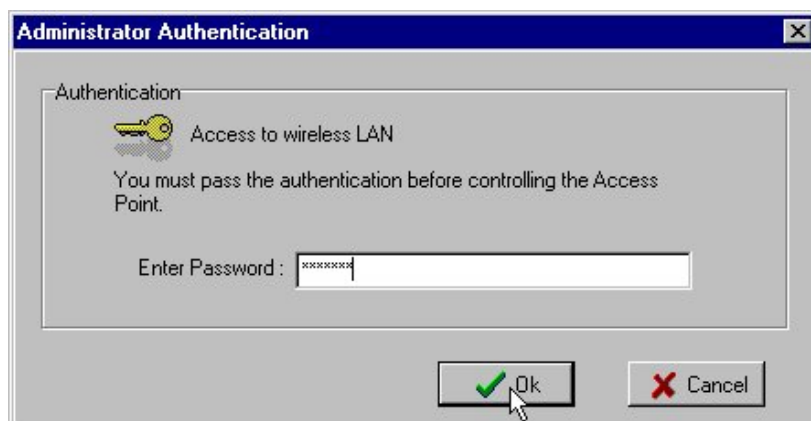 Administrator Authentication
Authentication
Access to wireless LAN
You must pass the authentication before controlling the Access
Point.
Enter Password : *******
Ok
Cancel